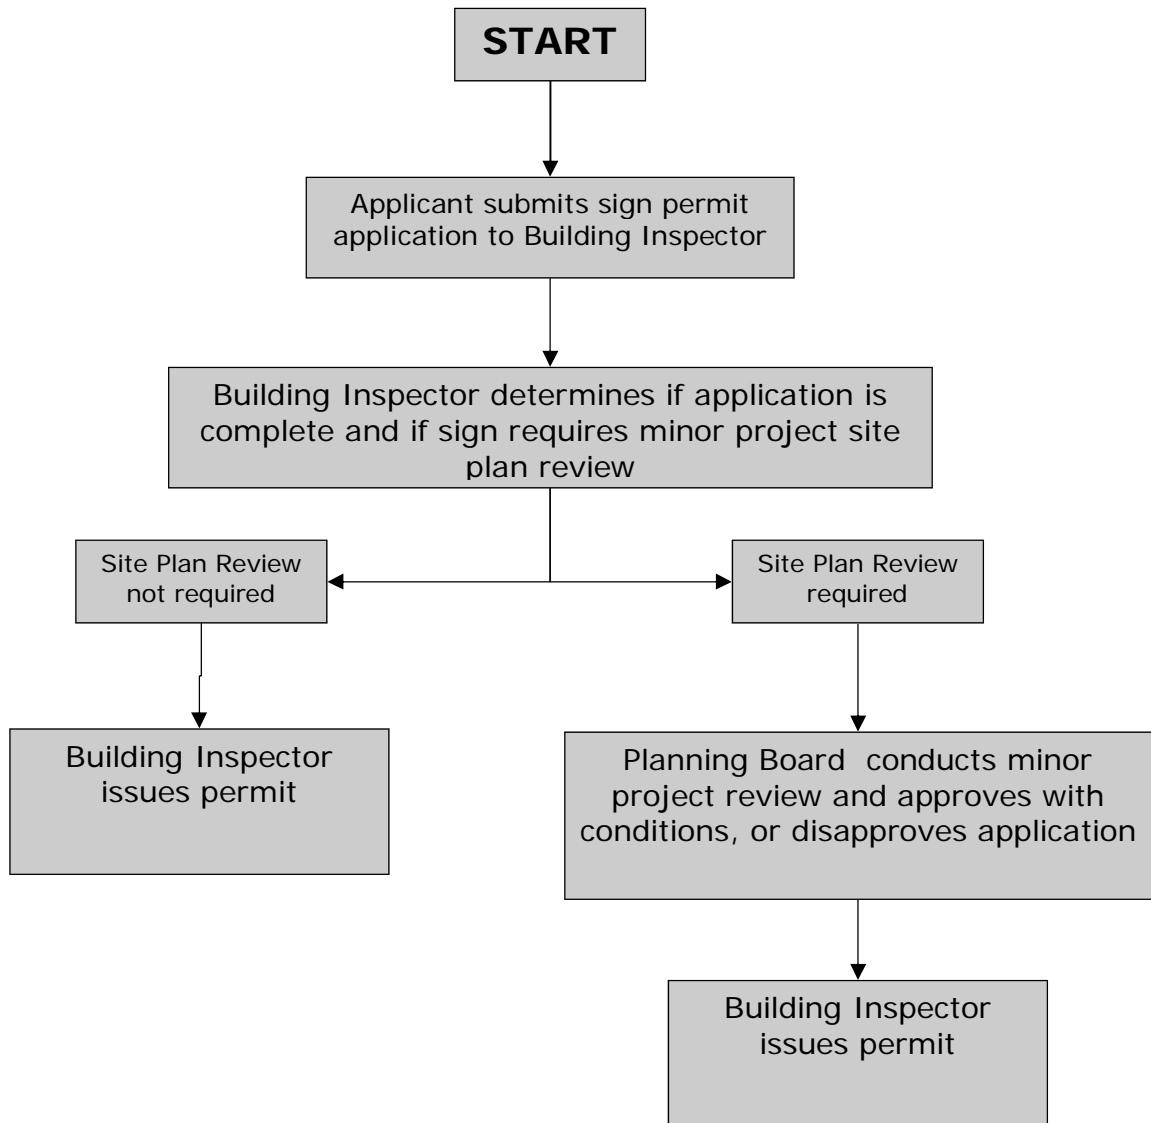 START
Applicant submits sign permit
application to Building Inspector
Building Inspector determines if application is
complete and if sign requires minor project site
plan review
Site Plan Review
not required
Site Plan Review
required
Building Inspector
issues permit
Planning Board conducts minor
project review and approves with
conditions, or disapproves application
Building Inspector
issues permit